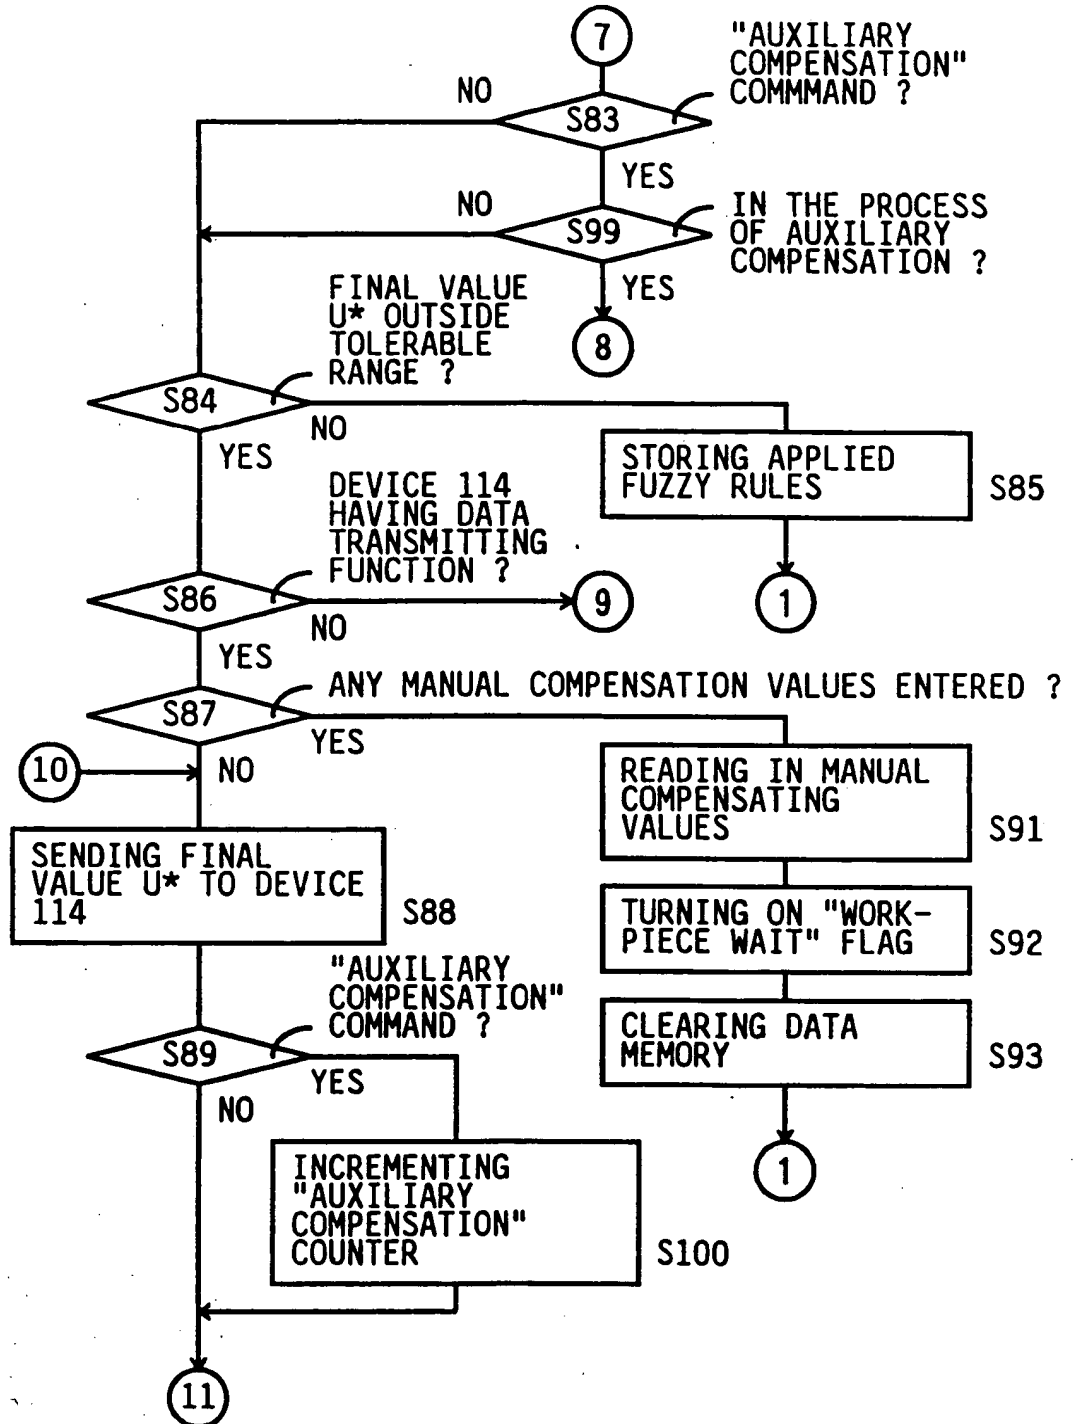 7
"AUXILIARY
COMPENSATION"
COMMMAND ?
NO
S83
YES
NO
S99
IN THE PROCESS
OF AUXILIARY
COMPENSATION ?
YES
8
FINAL VALUE
U* OUTSIDE
TOLERABLE
RANGE ?
S84
NO
YES
STORING APPLIED
FUZZY RULES
S85
1
DEVICE 114
HAVING DATA
TRANSMITTING
FUNCTION ?
S86
NO
9
YES
ANY MANUAL COMPENSATION VALUES ENTERED ?
S87
YES
10
NO
READING IN MANUAL
COMPENSATING
VALUES
S91
SENDING FINAL
VALUE U* TO DEVICE
114
S88
TURNING ON "WORK-
PIECE WAIT" FLAG
S92
"AUXILIARY
COMPENSATION"
COMMAND ?
S89
YES
NO
CLEARING DATA
MEMORY
S93
1
INCREMENTING
"AUXILIARY
COMPENSATION"
COUNTER
S100
11